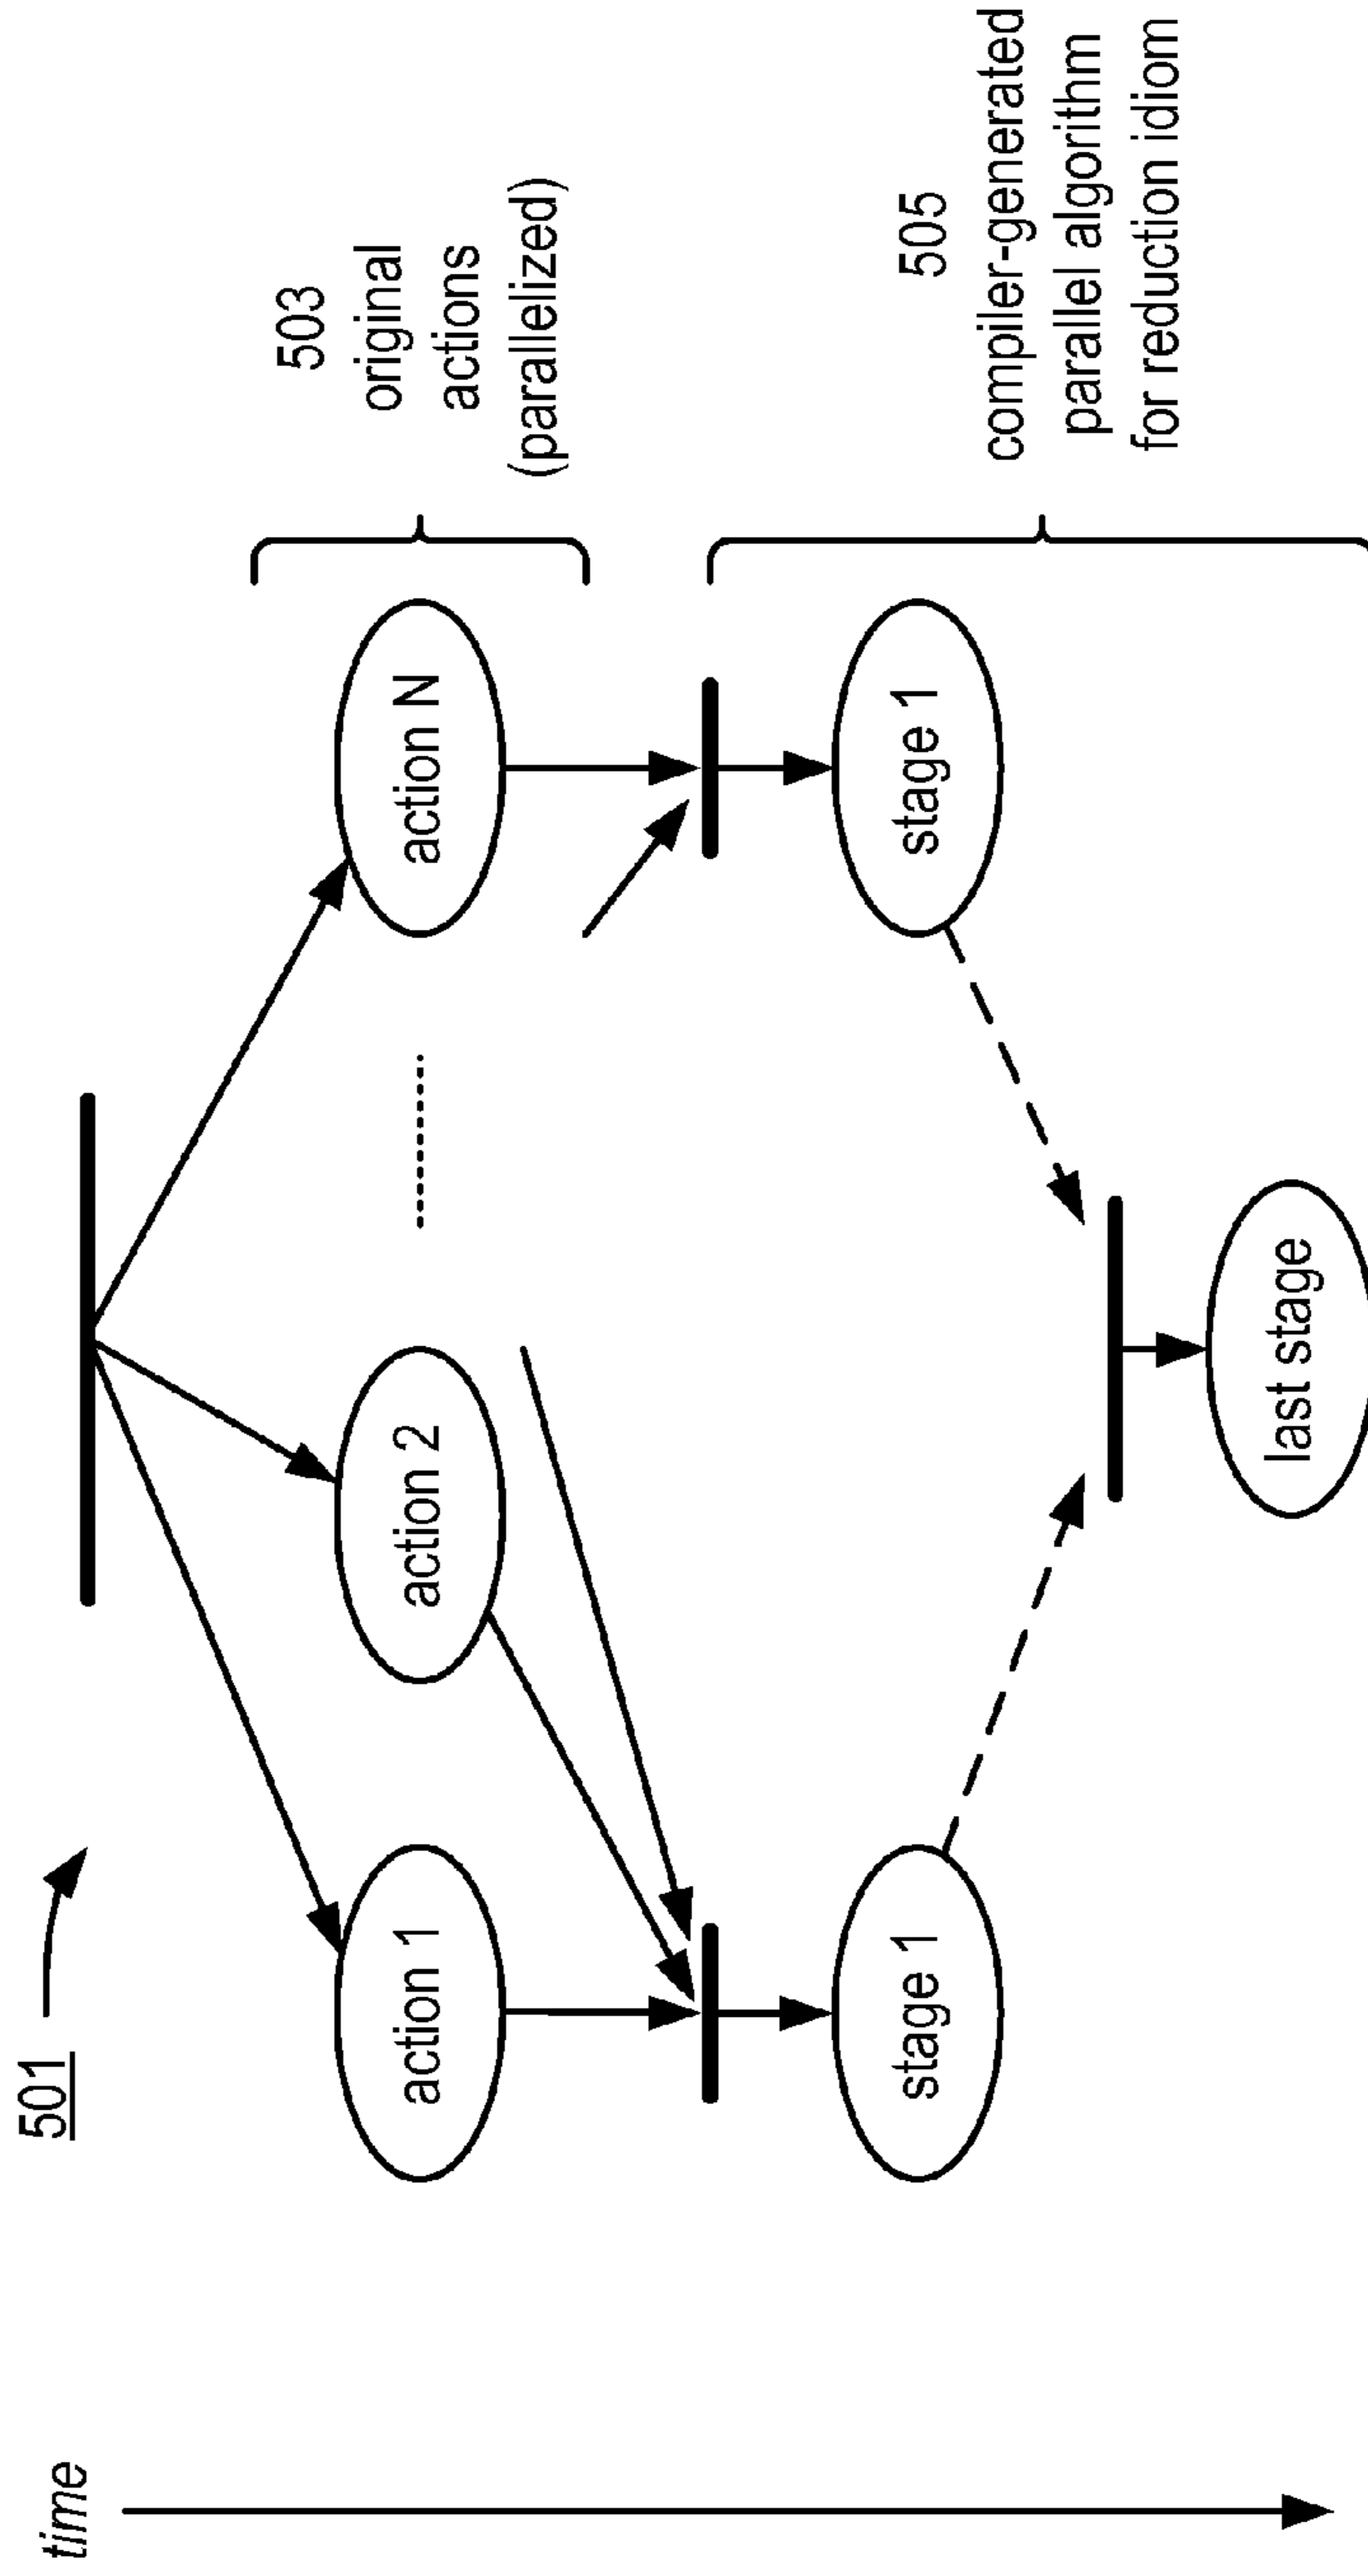 time
501
action 1
action 2
action N
503
original
actions
(parallelized)
stage 1
stage 1
505
compiler-generated
parallel algorithm
for reduction idiom
last stage